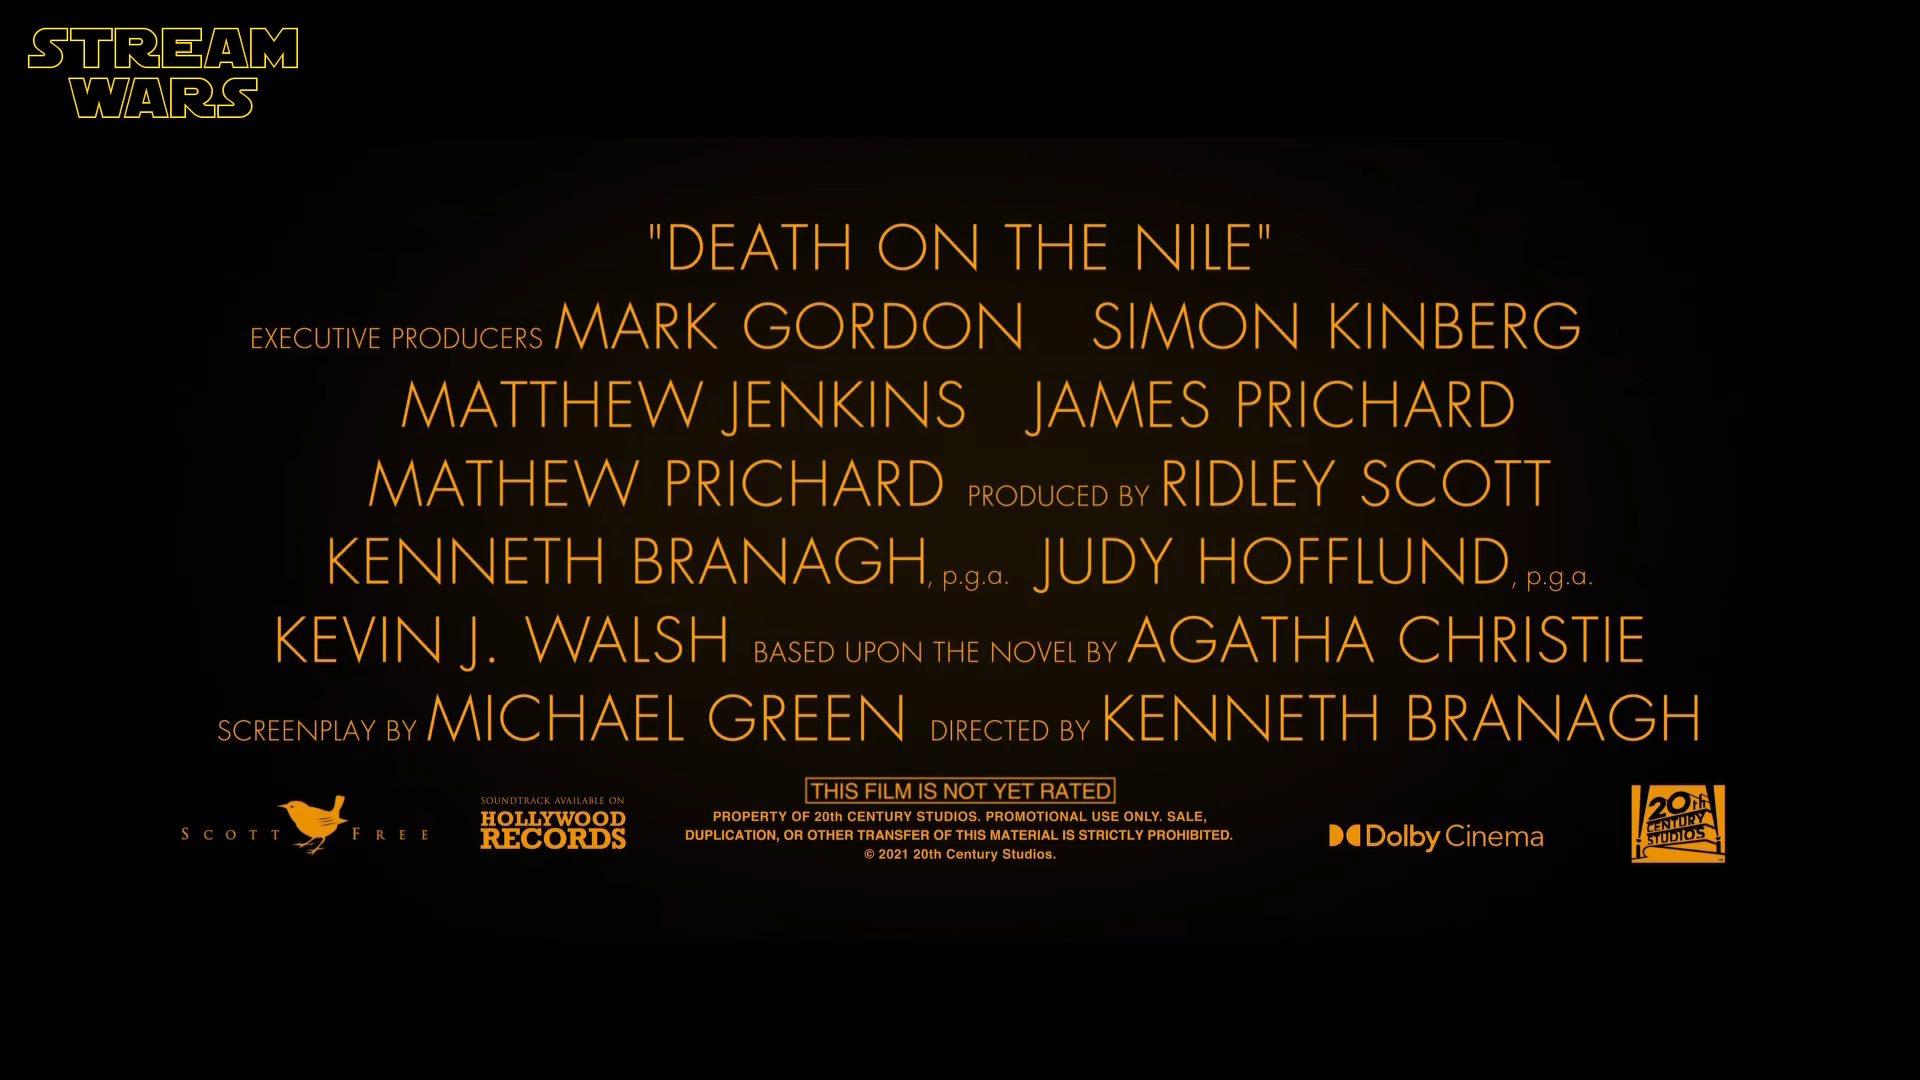 STREAM
WARS
"DEATH ON THE NILE"
EXECUTIVE PRODUCERS MARK GORDON SIMON KINBERG
MATTHEW JENKINS JAMES PRICHARD
MATHEW PRICHARD PRODUCED BY RIDLEY SCOTT
KENNETH BRANAGH, p.g.a. JUDY HOFFLUND, p.g.a.
KEVIN J. WALSH BASED UPON THE NOVEL BY AGATHA CHRISTIE
SCREENPLAY BY MICHAEL GREEN DIRECTED BY KENNETH BRANAGH
SCOTT FREE
SOUNDTRACK AVAILABLE ON
HOLLYWOOD
RECORDS
THIS FILM IS NOT YET RATED
PROPERTY OF 20th CENTURY STUDIOS. PROMOTIONAL USE ONLY. SALE,
DUPLICATION, OR OTHER TRANSFER OF THIS MATERIAL IS STRICTLY PROHIBITED.
© 2021 20th Century Studios.
Dolby Cinema
20th
CENTURY
STUDIOS